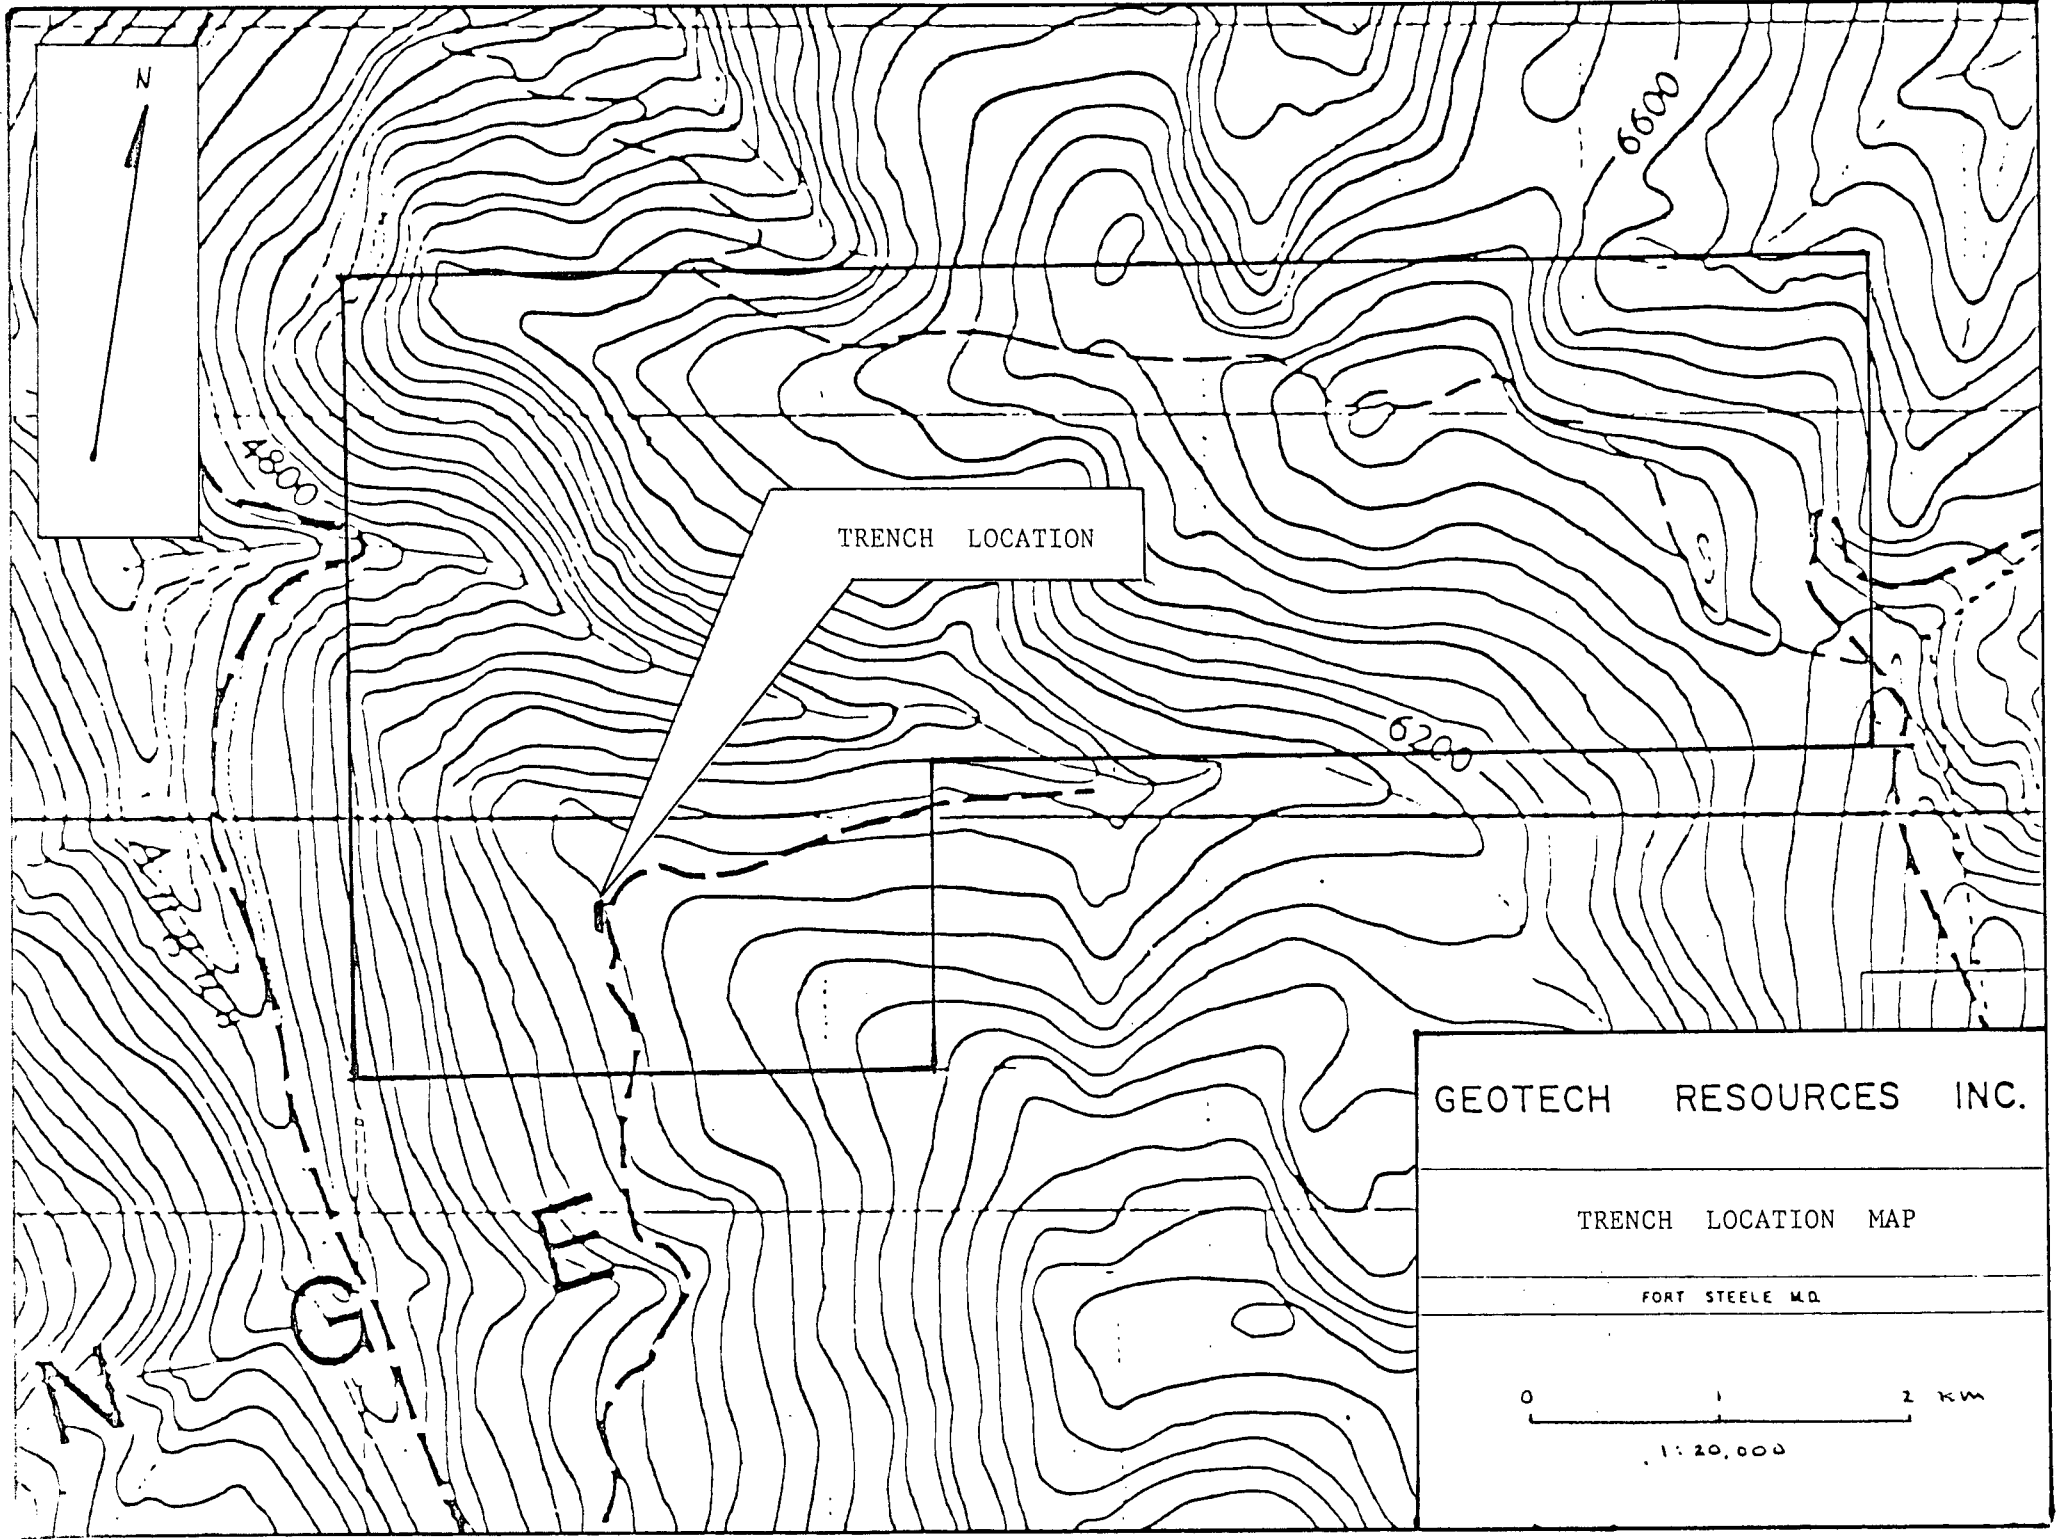 N
6600
4800
TRENCH LOCATION
6200
G
E
N
GEOTECH RESOURCES INC.
TRENCH LOCATION MAP
FORT STEELE M.D.
0 1 2 KM
1:20,000